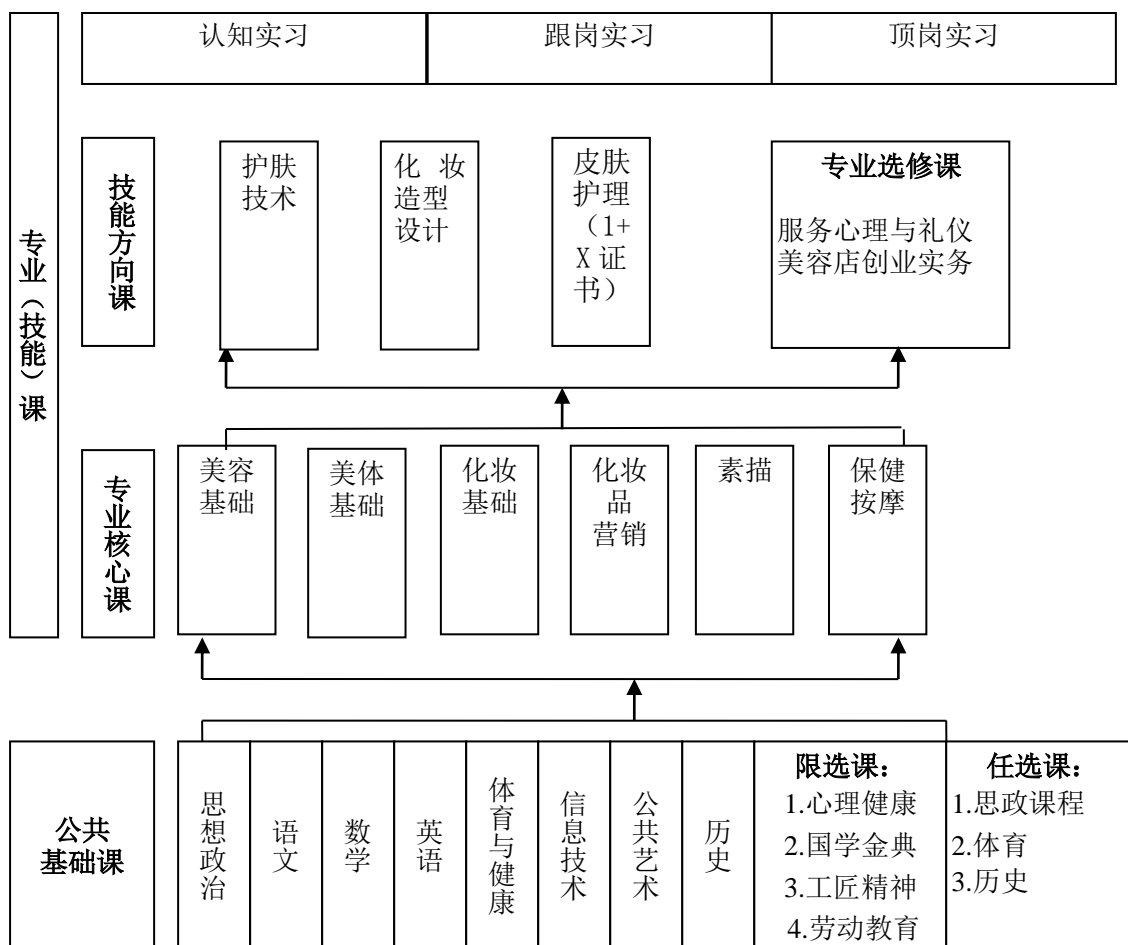 认知实习
跟岗实习
顶岗实习
专业（技能）课
技能方向课
护肤
技术
化 妆
造型
设计
皮肤
护理
（1+
X 证
书）
专业选修课
服务心理与礼仪
美容店创业实务
专业核心课
美容
基础
美体
基础
化妆
基础
化妆
品
营销
素描
保健
按摩
公共
基础课
思想政治
语文
数学
英语
体育与健康
信息技术
公共艺术
历史
限选课：
1.心理健康
2.国学金典
3.工匠精神
4.劳动教育
任选课：
1.思政课程
2.体育
3.历史